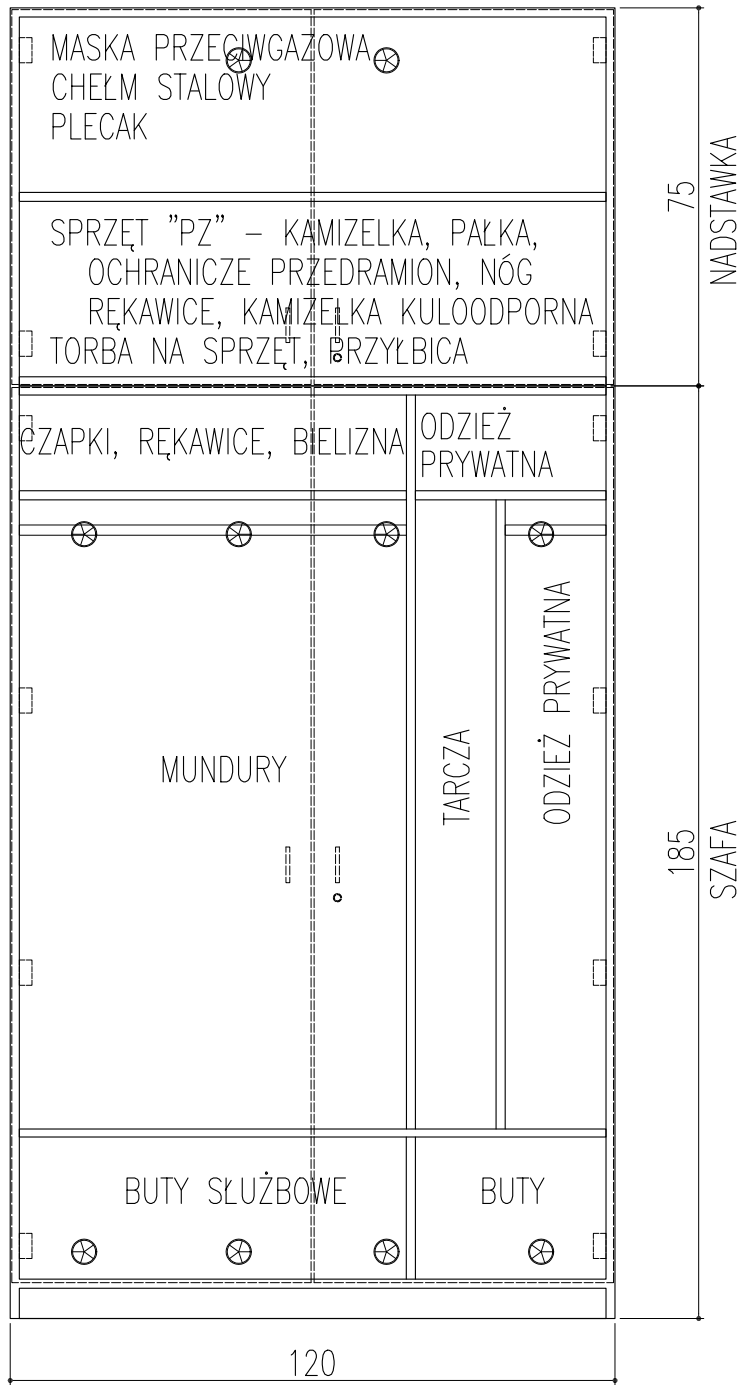 MASKA PRZECIWGAZOWA
CHEŁM STALOWY
PLECAK
75
NADSTAWKA
SPRZĘT "PZ" – KAMIZELKA, PAŁKA,
OCHRANICZE PRZEDRAMION, NÓG
RĘKAWICE, KAMIZELKA KULOODPORNA
TORBA NA SPRZĘT, PRZYŁBICA
CZAPKI, RĘKAWICE, BIELIZNA
ODZIEŻ
PRYWATNA
MUNDURY
TARCZA
ODZIEŻ PRYWATNA
185
SZAFA
BUTY SŁUŻBOWE
BUTY
120